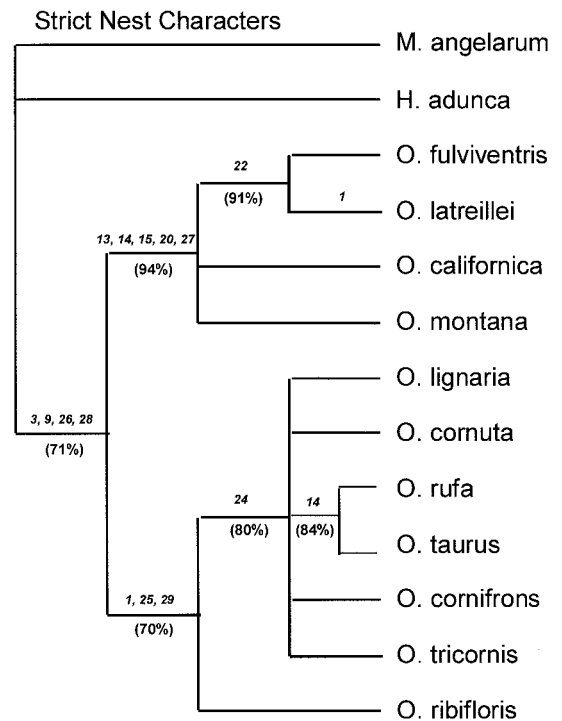 Strict Nest Characters
M. angelarum
H. adunca
O. fulviventris
22
(91%)
1
O. latreillei
13, 14, 15, 20, 27
(94%)
O. californica
O. montana
O. lignaria
3, 9, 26, 28
(71%)
O. cornuta
O. rufa
24
14
(80%)
(84%)
O. taurus
1, 25, 29
(70%)
O. cornifrons
O. tricornis
O. ribifloris